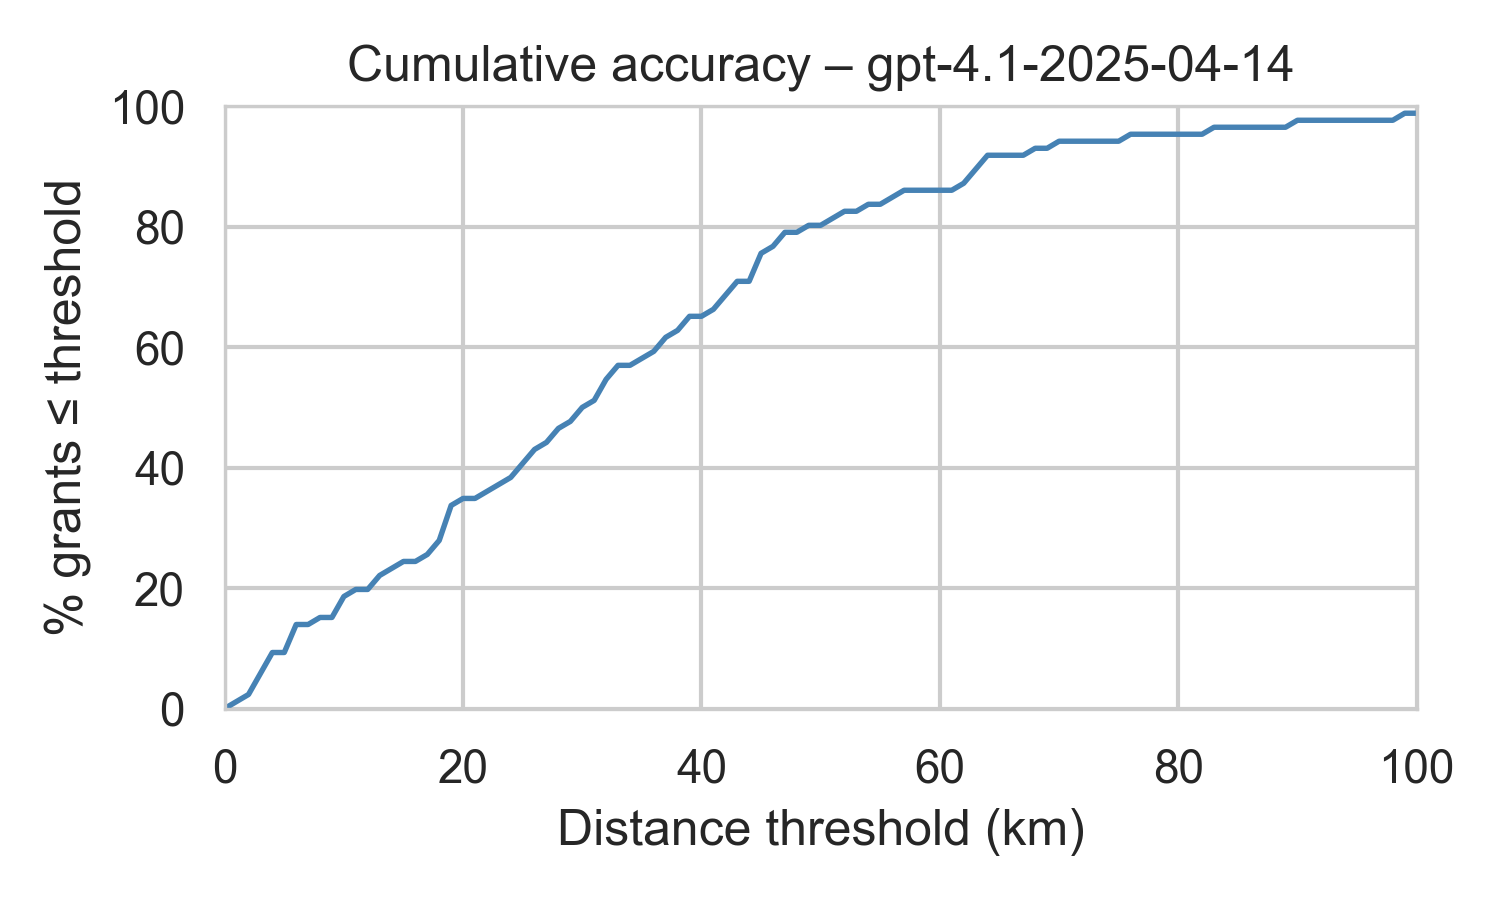 Cumulative accuracy – gpt-4.1-2025-04-14
100
80
60
40
20
0
% grants ≤ threshold
0 20 40 60 80 100
Distance threshold (km)